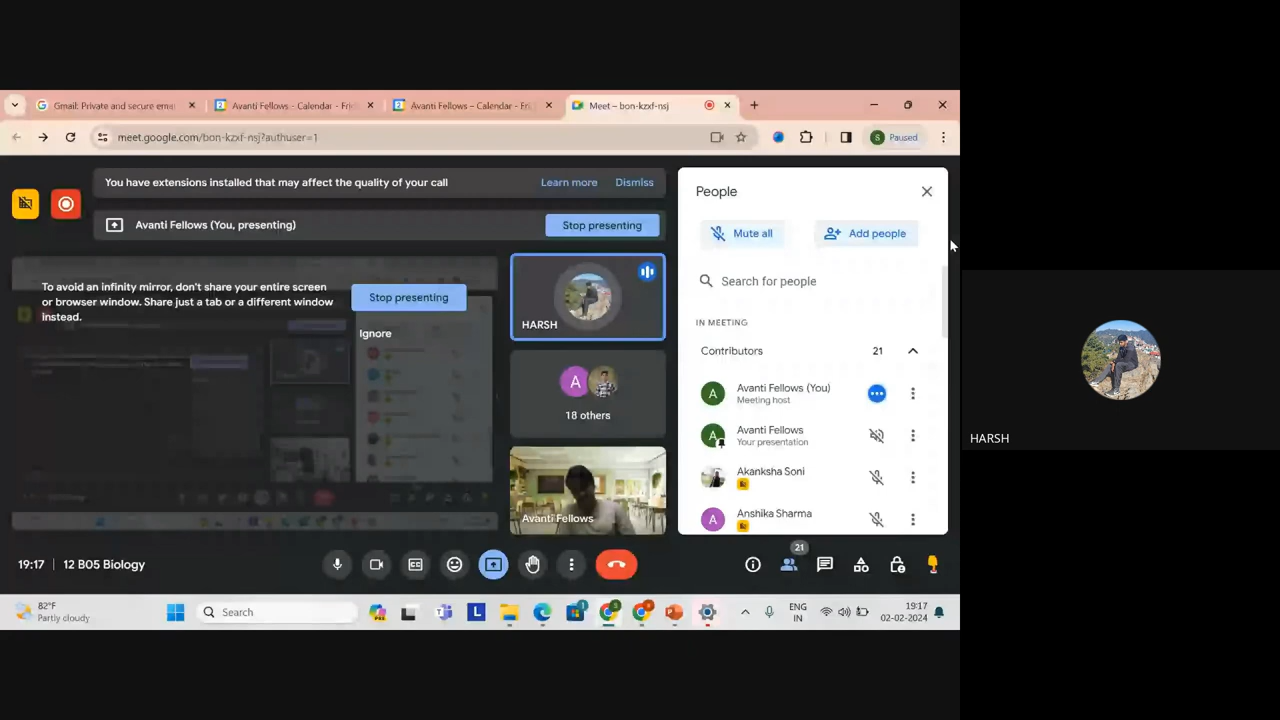 Gmail: Private and secure ema
Avanti Fellows - Calendar - Fri
Avanti Fellows - Calendar - Fri
Meet – bon-kzxf-nsj
meet.google.com/bon-kzxf-nsj?authuser=1
Paused
You have extensions installed that may affect the quality of your call
Learn more
Dismiss
Avanti Fellows (You, presenting)
Stop presenting
To avoid an infinity mirror, don't share your entire screen
or browser window. Share just a tab or a different window
instead.
Stop presenting
Ignore
HARSH
A
18 others
Avanti Fellows
People
Mute all
Add people
Search for people
IN MEETING
Contributors
21
A
Avanti Fellows (You)
Meeting host
A
Avanti Fellows
Your presentation
Akanksha Soni
A
Anshika Sharma
19:17
12 B05 Biology
21
82°F
Partly cloudy
Search
ENG
IN
19:17
02-02-2024
HARSH